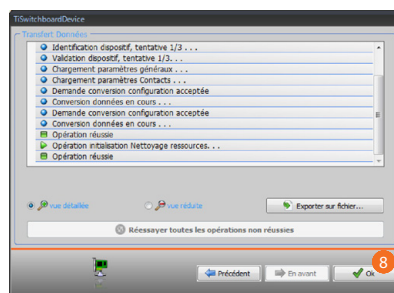 TiSwitchboardDevice
Transfert Données
Identification dispositif, tentative 1/3 . . .
Validation dispositif, tentative 1/3. . .
Chargement paramètres généraux . . .
Chargement paramètres Contacts . . .
Demande conversion configuration acceptée
Conversion données en cours . . .
Demande conversion configuration acceptée
Conversion données en cours . . .
Opération réussie
Opération initialisation Nettoyage ressources. . .
Opération réussie
vue detaillée
vue réduite
Exporter sur fichier...
Réessayer toutes les opérations non réussies
8
Précédent
En avant
Ok